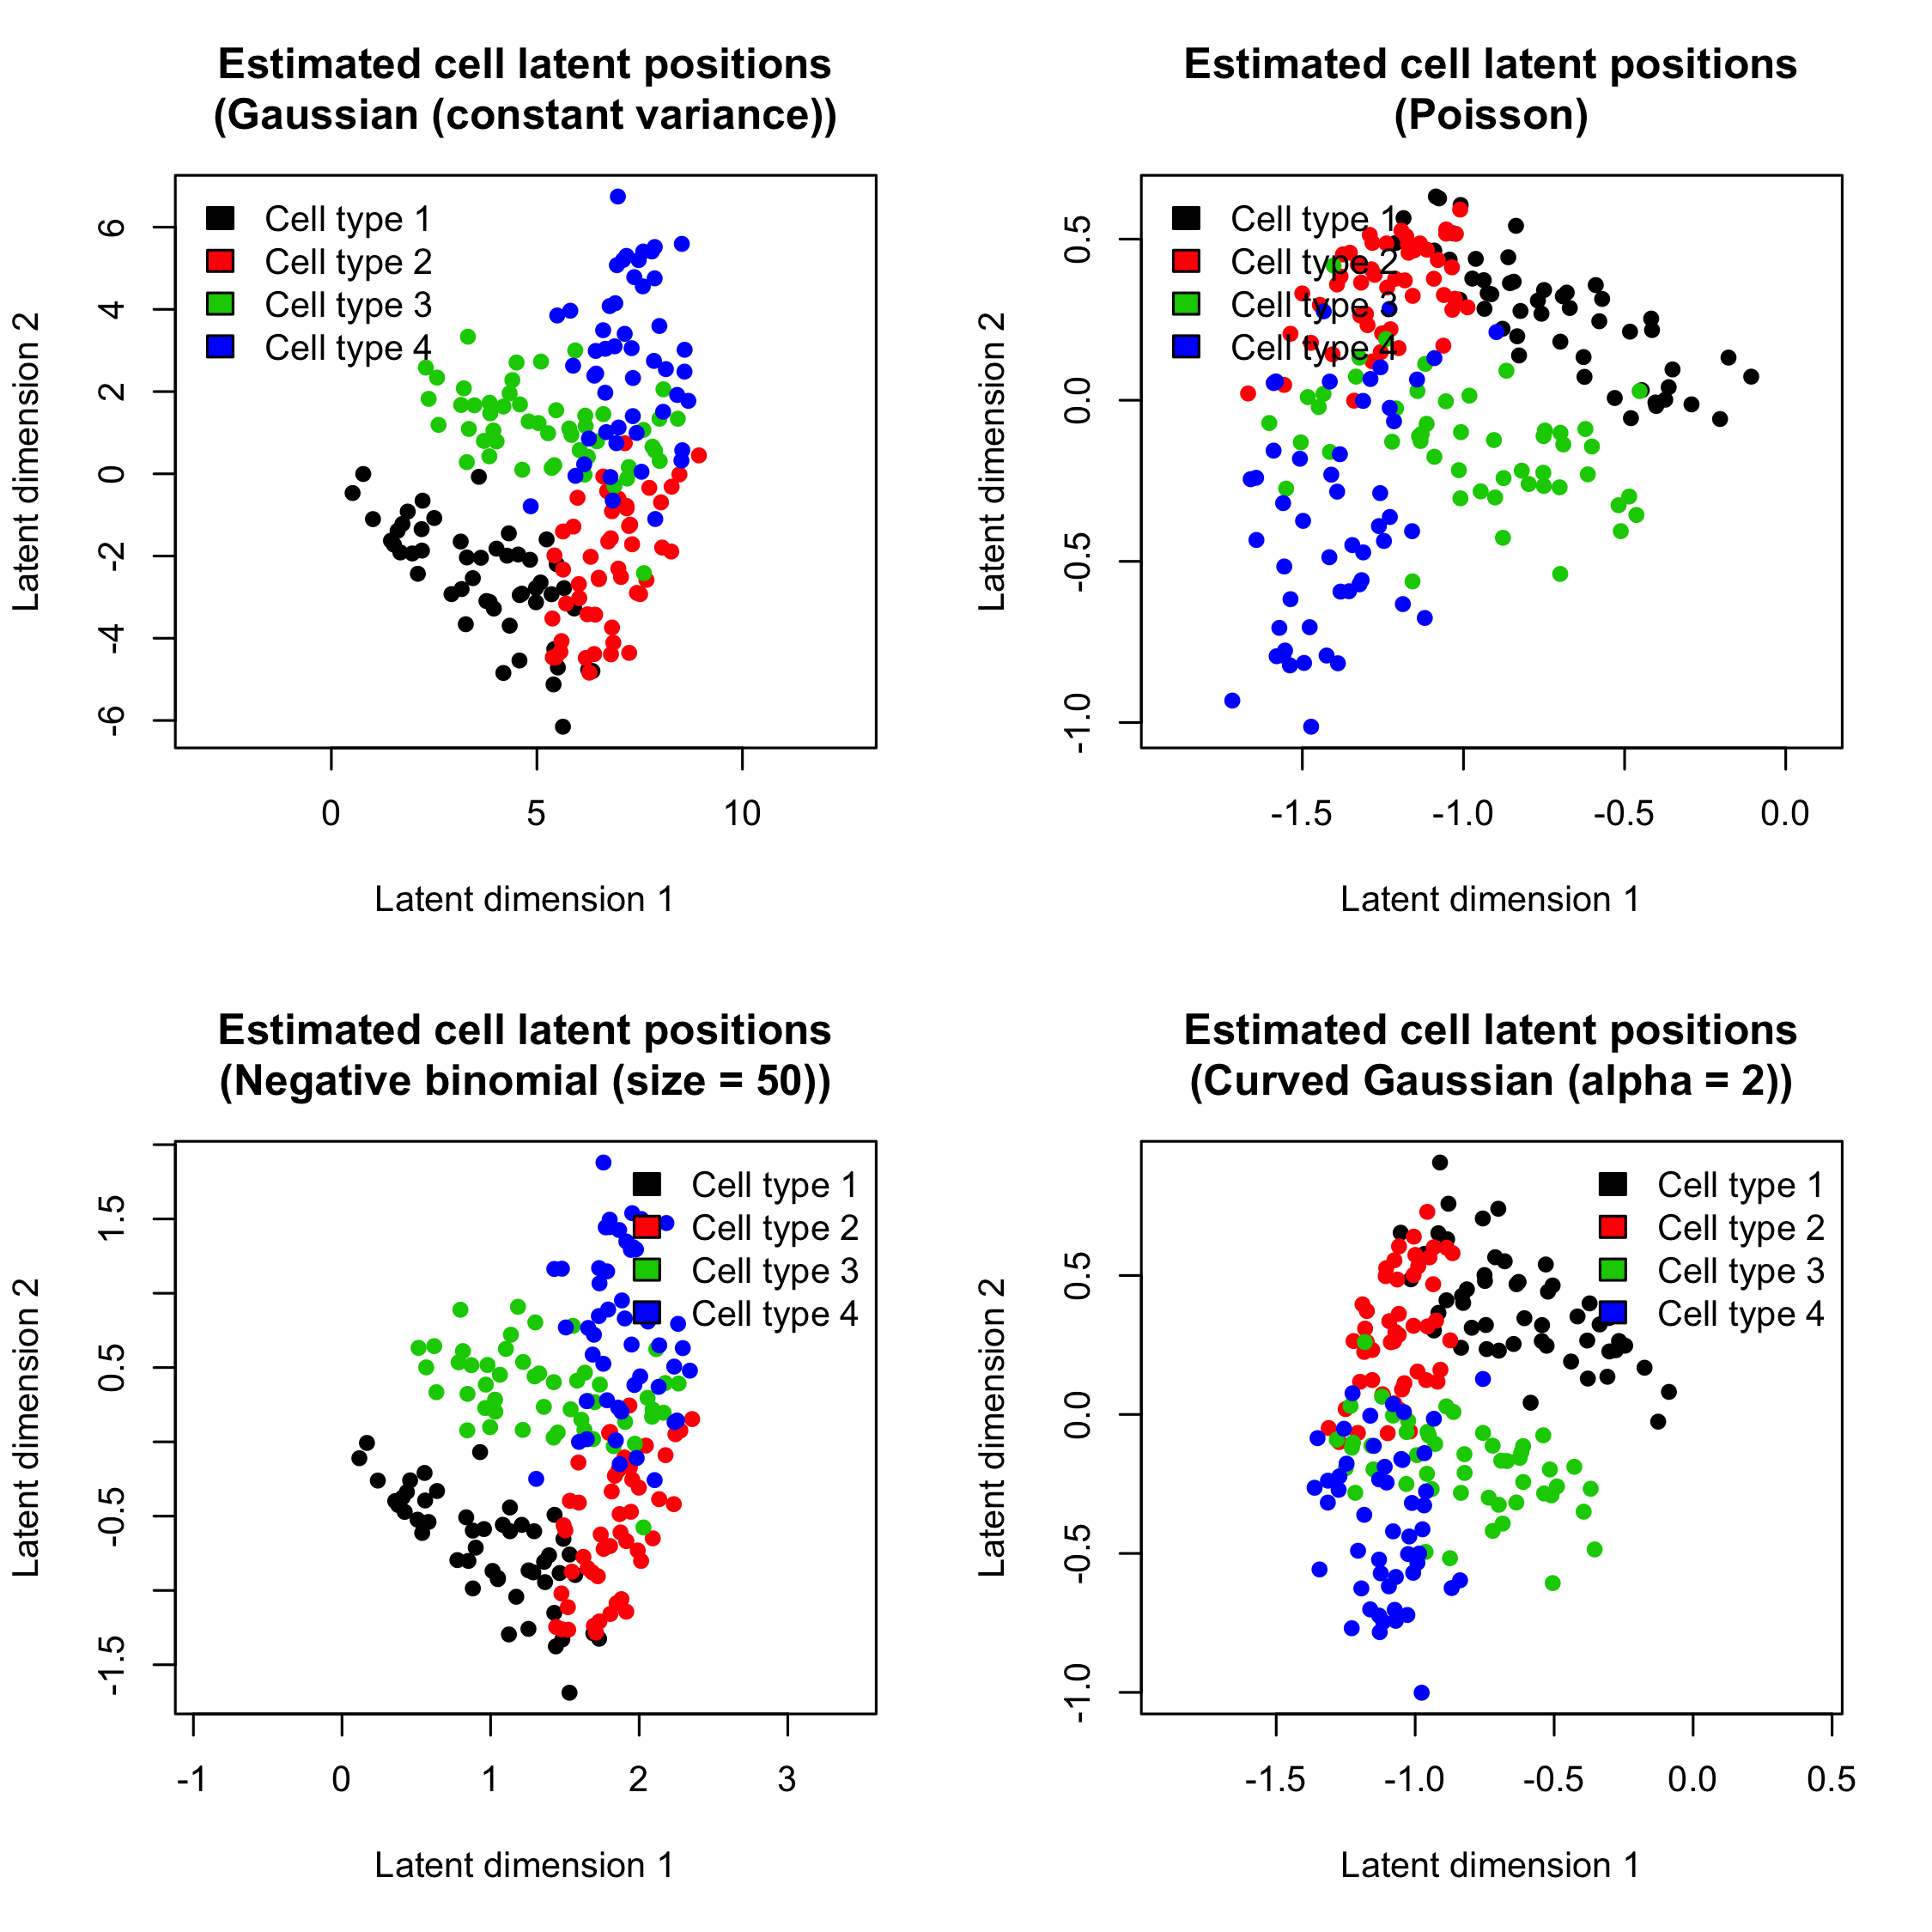 Estimated cell latent positions
(Gaussian (constant variance))
Cell type 1
Cell type 2
Cell type 3
Cell type 4
Latent dimension 2
6
4
2
0
-2
-4
-6
0 5 10
Latent dimension 1
Estimated cell latent positions
(Poisson)
Cell type 1
Cell type 2
Cell type 3
Cell type 4
Latent dimension 2
0.5
0.0
-0.5
-1.0
-1.5 -1.0 -0.5 0.0
Latent dimension 1
Estimated cell latent positions
(Negative binomial (size = 50))
Cell type 1
Cell type 2
Cell type 3
Cell type 4
Latent dimension 2
1.5
0.5
-0.5
-1.5
-1 0 1 2 3
Latent dimension 1
Estimated cell latent positions
(Curved Gaussian (alpha = 2))
Cell type 1
Cell type 2
Cell type 3
Cell type 4
Latent dimension 2
0.5
0.0
-0.5
-1.0
-1.5 -1.0 -0.5 0.0 0.5
Latent dimension 1